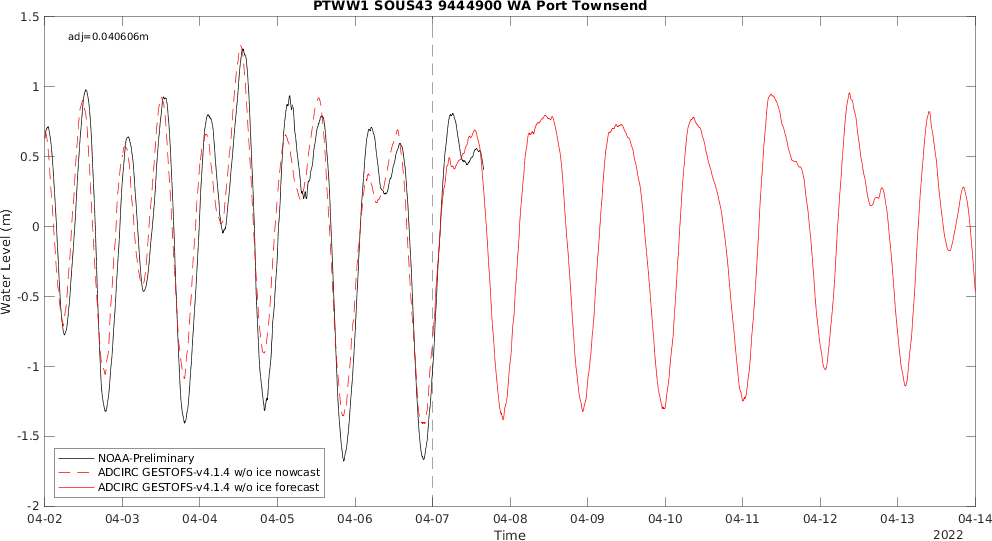 PTWW1 SOUS43 9444900 WA Port Townsend
adj=0.040606m
1.5
1
0.5
0
-0.5
-1
-1.5
-2
Water Level (m)
NOAA-Preliminary
ADCIRC GESTOFS-v4.1.4 w/o ice nowcast
ADCIRC GESTOFS-v4.1.4 w/o ice forecast
04-02 04-03 04-04 04-05 04-06 04-07 04-08 04-09 04-10 04-11 04-12 04-13 04-14
Time
2022